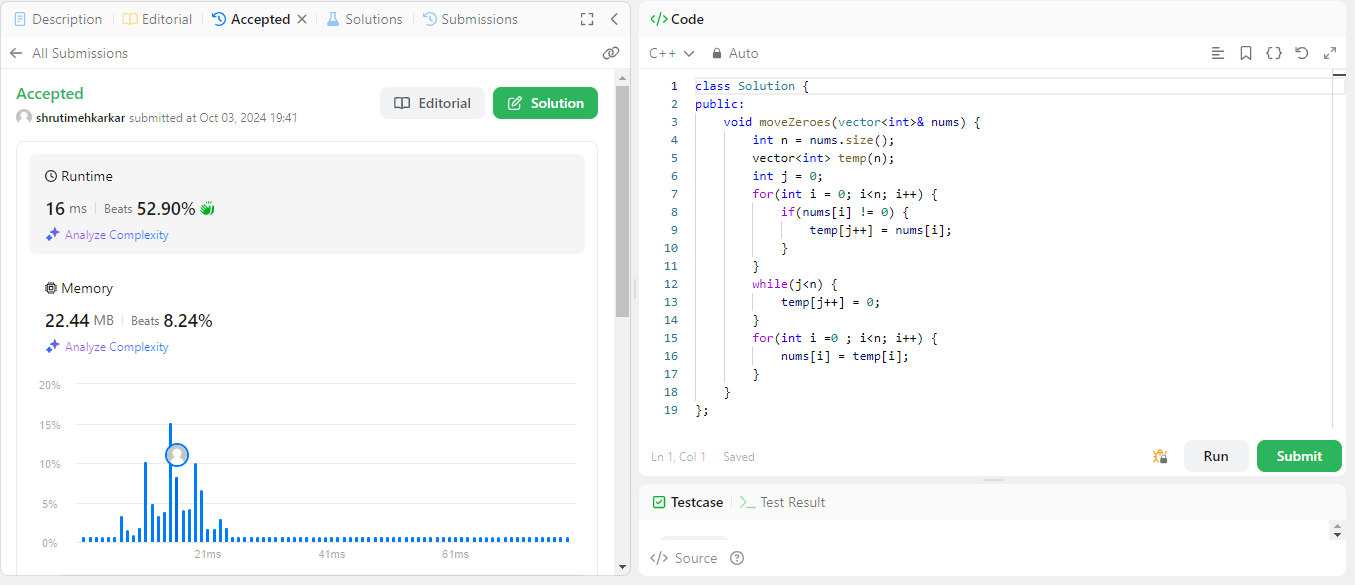 Description
Editorial
Accepted
Solutions
Submissions
All Submissions
Accepted
shrutimehkarkar submitted at Oct 03, 2024 19:41
Editorial
Solution
Runtime
16 ms Beats 52.90%
Analyze Complexity
Memory
22.44 MB Beats 8.24%
Analyze Complexity
20%
15%
10%
5%
0%
21ms 41ms 61ms
</> Code
C++ Auto
1 class Solution {
2 public:
3 void moveZeroes(vector<int>& nums) {
4 int n = nums.size();
5 vector<int> temp(n);
6 int j = 0;
7 for(int i = 0; i<n; i++) {
8 if(nums[i] != 0) {
9 temp[j++] = nums[i];
10 }
11 }
12 while(j<n) {
13 temp[j++] = 0;
14 }
15 for(int i =0 ; i<n; i++) {
16 nums[i] = temp[i];
17 }
18 }
19 };
Ln 1, Col 1 Saved
Run
Submit
Testcase
>_ Test Result
</> Source ?